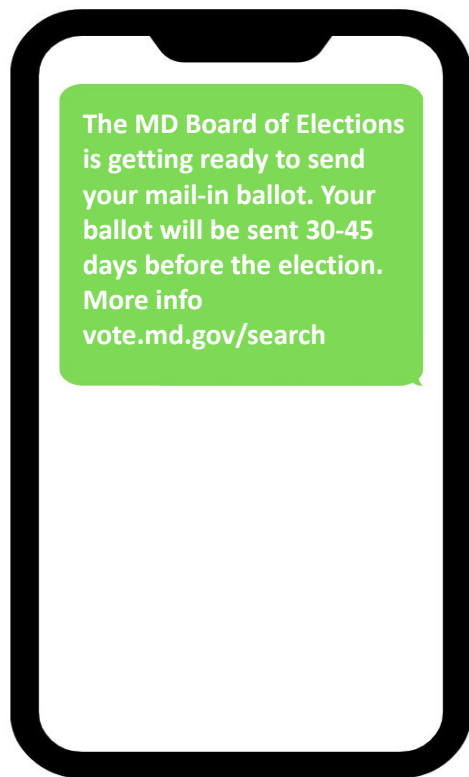 The MD Board of Elections
is getting ready to send
your mail-in ballot. Your
ballot will be sent 30-45
days before the election.
More info
vote.md.gov/search